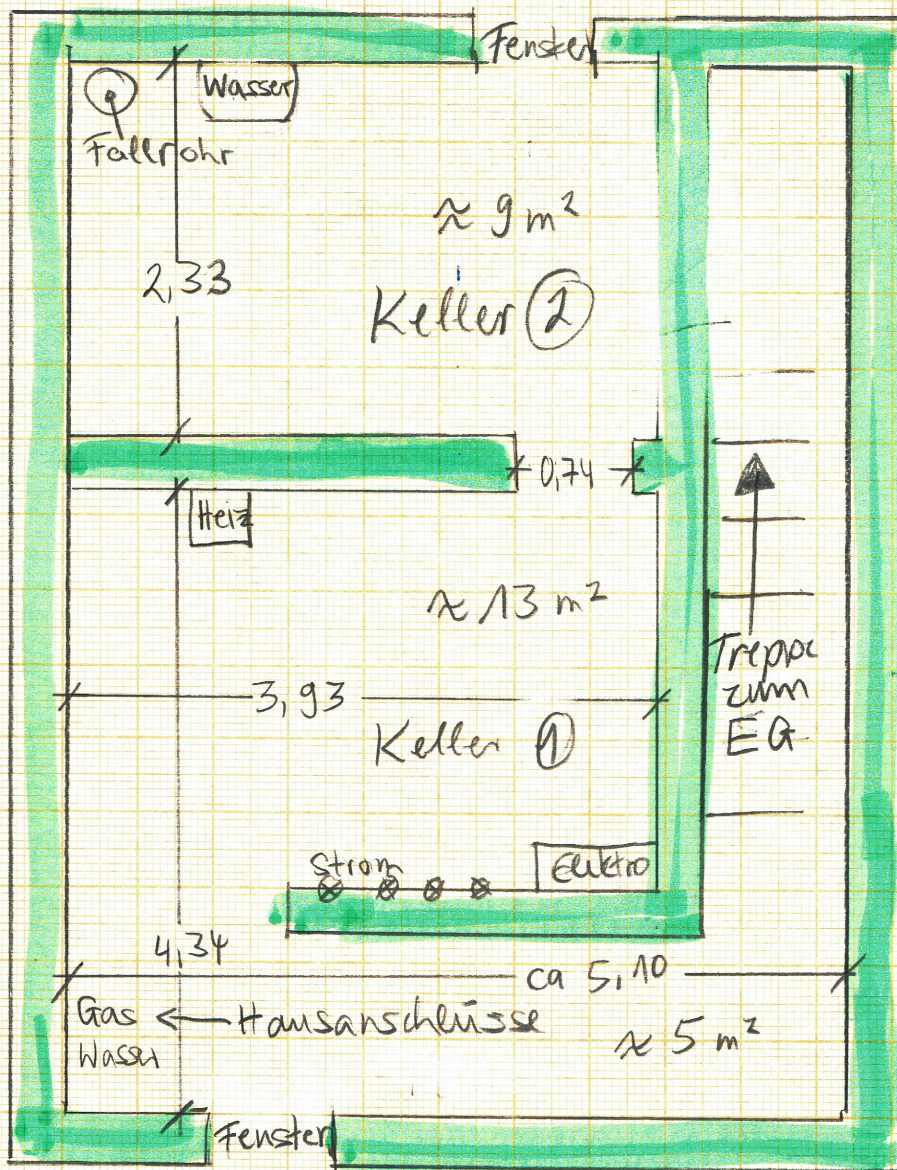 Fenster
Wasser
Fallrohr
≈ 9 m²
2,33
Keller ②
0,74
Heiz
≈ 13 m²
Treppe
zum
EG
3,93
Keller ①
Strom
Elektro
4,34
ca 5,10
Gas ← Hausanschlüsse
Wasser
≈ 5 m²
Fenster